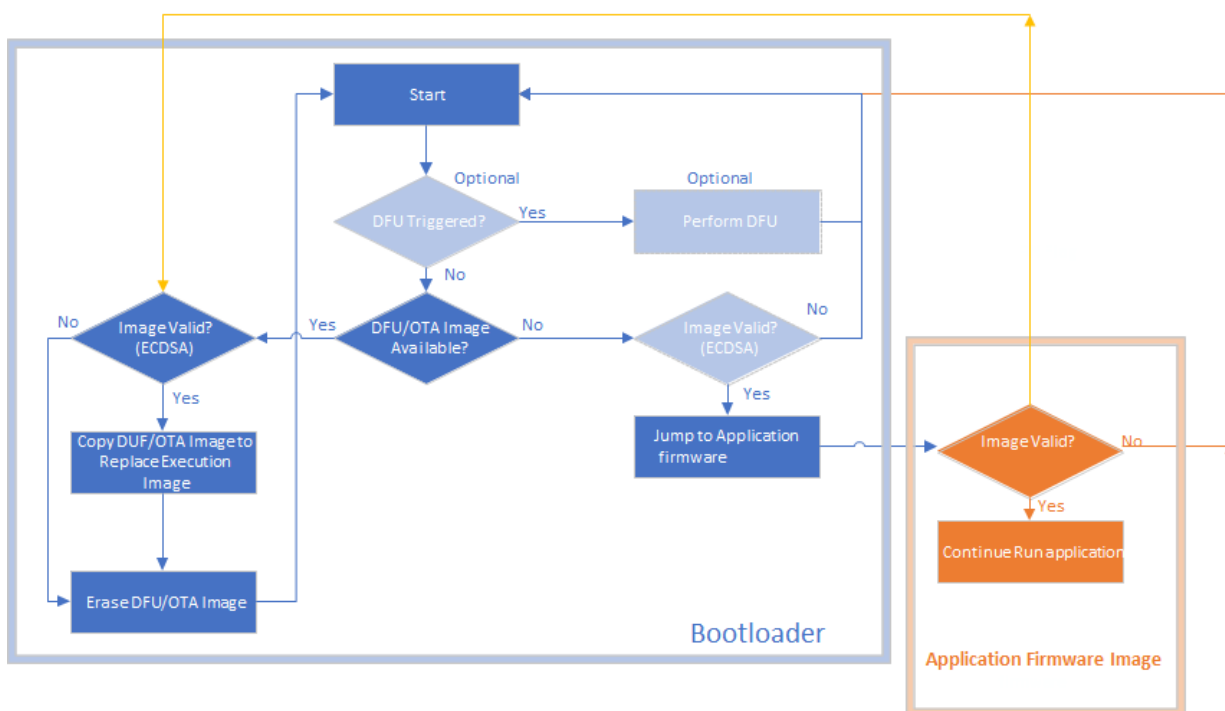 Start
Optional
Optional
DFU Triggered?
Yes
Perform DFU
No
No
Image Valid?
(ECDSA)
Yes
DFU/OTA Image
Available?
No
Image Valid?
(ECDSA)
No
Yes
Yes
Copy DUF/OTA Image to
Replace Execution
Image
Jump to Application
firmware
Image Valid?
No
Yes
Continue Run application
Erase DFU/OTA Image
Bootloader
Application Firmware Image